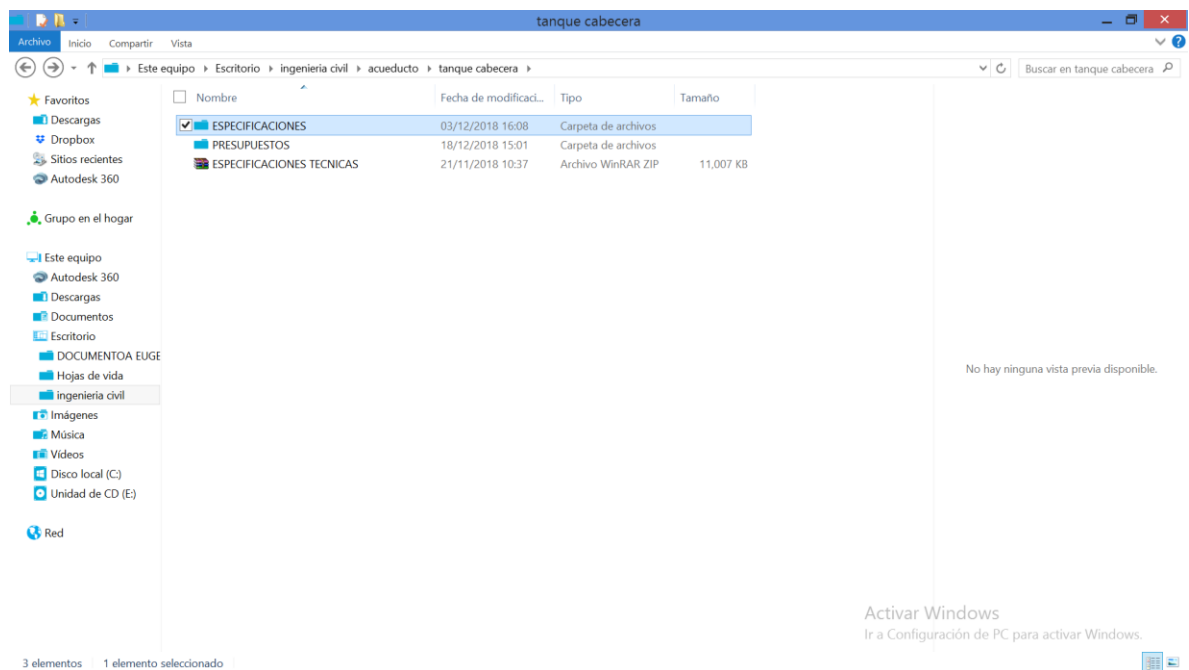 tanque cabecera
Archivo Inicio Compartir Vista
Este equipo Escritorio ingenieria civil acueducto tanque cabecera Buscar en tanque cabecera
Favoritos
Descargas
Dropbox
Sitios recientes
Autodesk 360
Grupo en el hogar
Este equipo
Autodesk 360
Descargas
Documentos
Escritorio
DOCUMENTOA EUGE
Hojas de vida
ingenieria civil
Imágenes
Música
Vídeos
Disco local (C:)
Unidad de CD (E:)
Red
Nombre Fecha de modificaci... Tipo Tamaño
ESPECIFICACIONES 03/12/2018 16:08 Carpeta de archivos
PRESUPUESTOS 18/12/2018 15:01 Carpeta de archivos
ESPECIFICACIONES TECNICAS 21/11/2018 10:37 Archivo WinRAR ZIP 11,007 KB
No hay ninguna vista previa disponible.
Activar Windows
Ir a Configuración de PC para activar Windows.
3 elementos 1 elemento seleccionado